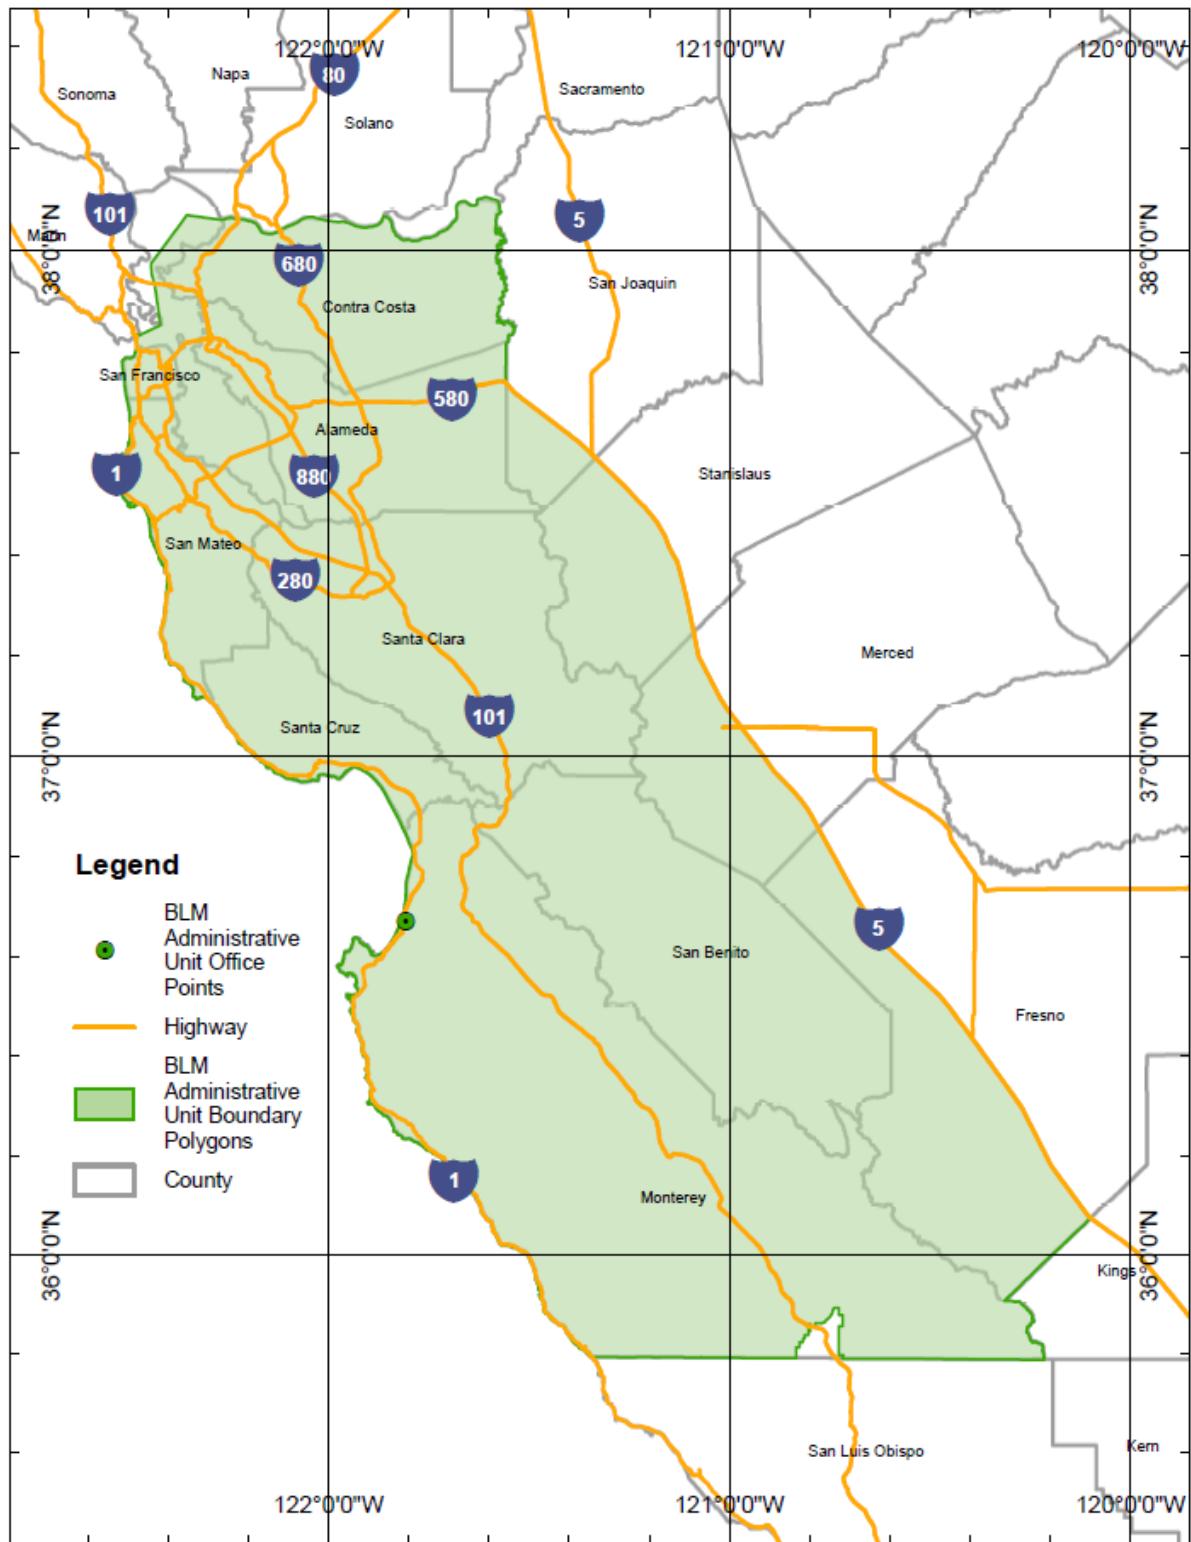 122°0'0"W
121°0'0"W
120°0'0"W
Napa
80
Sonoma
Sacramento
Solano
101
5
Marin
38°0'0"N
38°0'0"N
680
San Joaquin
Contra Costa
San Francisco
580
Alameda
1
880
Stanislaus
San Mateo
280
Santa Clara
Merced
101
Santa Cruz
37°0'0"N
37°0'0"N
Legend
BLM
Administrative
Unit Office
Points
Highway
BLM
Administrative
Unit Boundary
Polygons
County
5
San Benito
Fresno
1
Monterey
36°0'0"N
36°0'0"N
Kings
San Luis Obispo
Kern
122°0'0"W
121°0'0"W
120°0'0"W